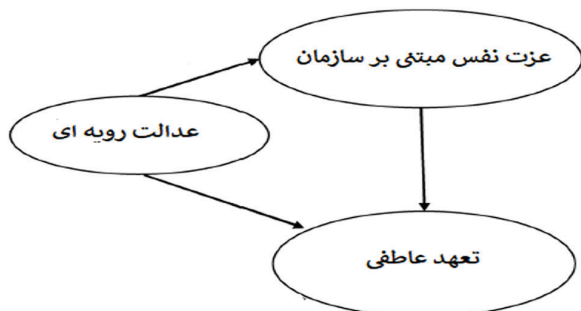 عزت نفس مبتنی بر سازمان
عدالت رویه ای
تعهد عاطفی